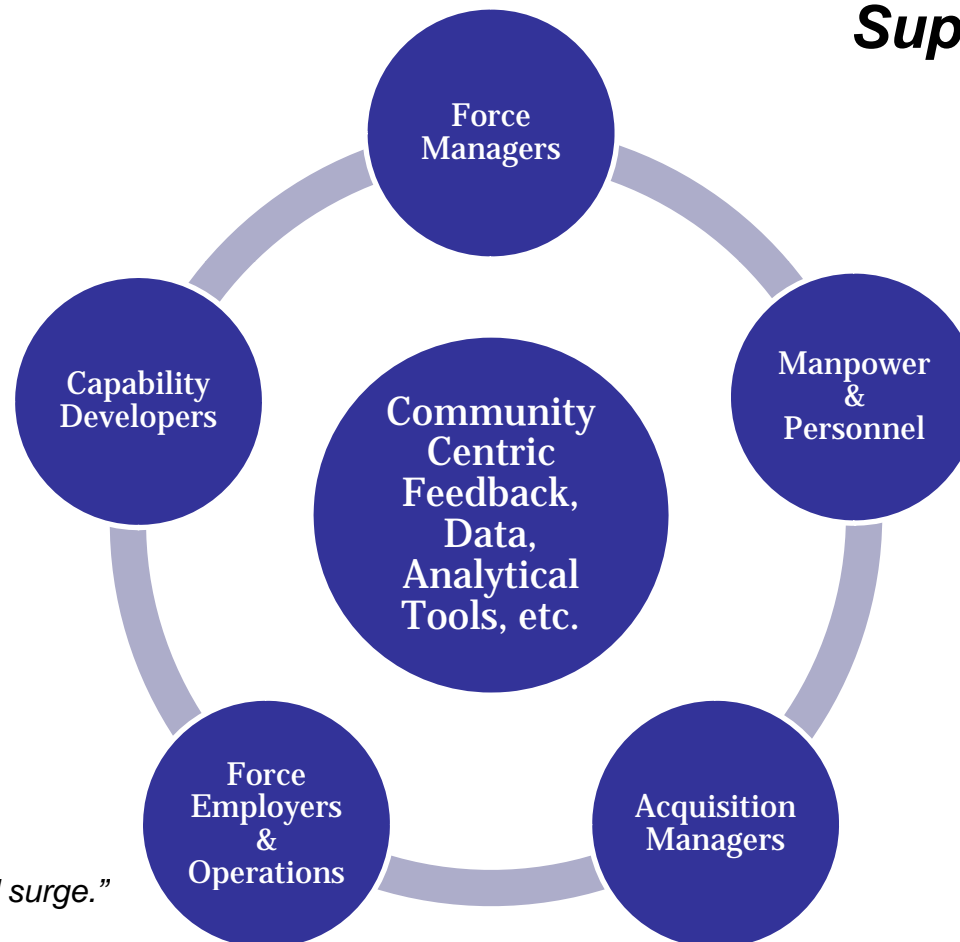 Sup
Force
Managers
Capability
Developers
Manpower
&
Personnel
Community
Centric
Feedback,
Data,
Analytical
Tools, etc.
Force
Employers
&
Operations
Acquisition
Managers
surge.”